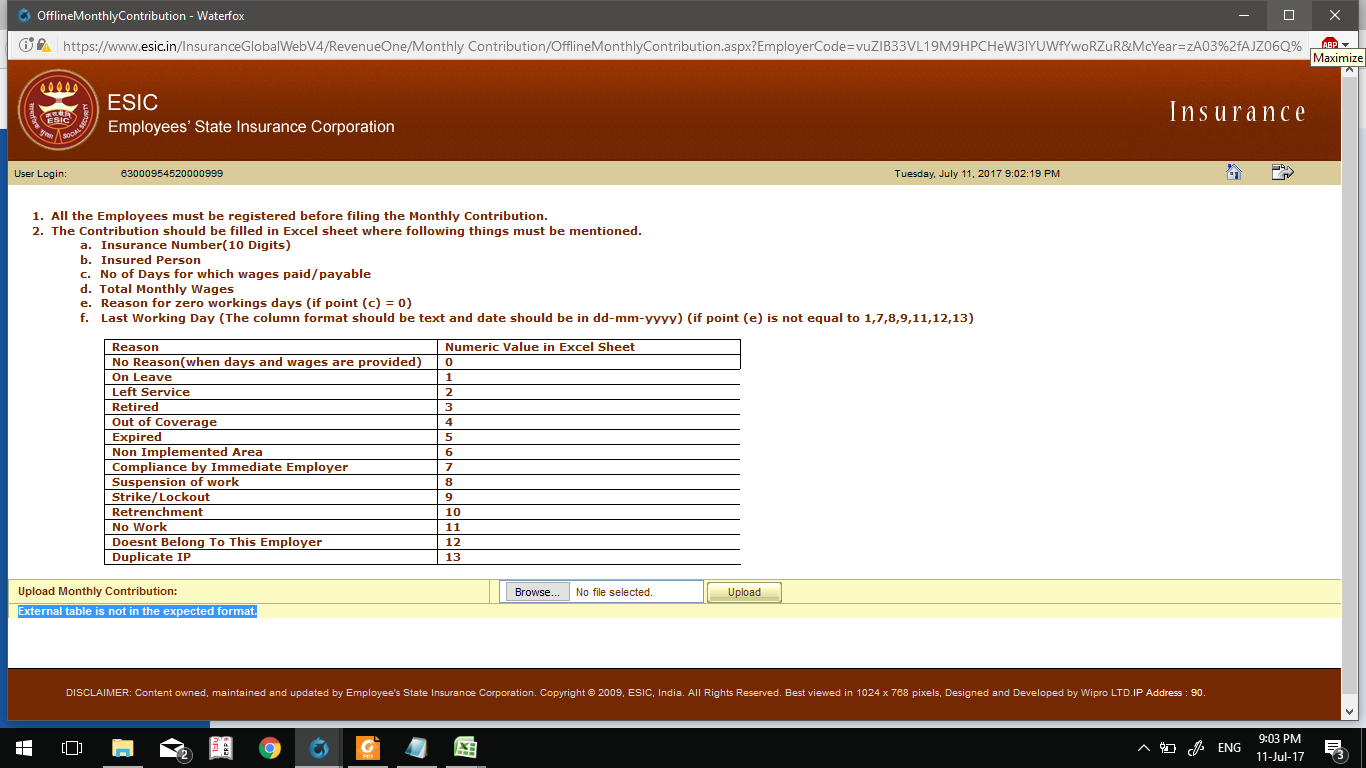 OfflineMonthlyContribution - Waterfox
https://www.esic.in/InsuranceGlobalWebV4/RevenueOne/Monthly Contribution/OfflineMonthlyContribution.aspx?EmployerCode=vuZIB33VL19M9HPCHeW3lYUWfYwoRZuR&McYear=zA03%2fAJZ06Q%
ABP
Maximize
ESIC
Employees' State Insurance Corporation
Insurance
User Login: 63000954520000999 Tuesday, July 11, 2017 9:02:19 PM
1. All the Employees must be registered before filing the Monthly Contribution.
2. The Contribution should be filled in Excel sheet where following things must be mentioned.
a. Insurance Number(10 Digits)
b. Insured Person
c. No of Days for which wages paid/payable
d. Total Monthly Wages
e. Reason for zero workings days (if point (c) = 0)
f. Last Working Day (The column format should be text and date should be in dd-mm-yyyy) (if point (e) is not equal to 1,7,8,9,11,12,13)
Reason Numeric Value in Excel Sheet
No Reason(when days and wages are provided) 0
On Leave 1
Left Service 2
Retired 3
Out of Coverage 4
Expired 5
Non Implemented Area 6
Compliance by Immediate Employer 7
Suspension of work 8
Strike/Lockout 9
Retrenchment 10
No Work 11
Doesnt Belong To This Employer 12
Duplicate IP 13
Upload Monthly Contribution: Browse... No file selected. Upload
External table is not in the expected format.
DISCLAIMER: Content owned, maintained and updated by Employee's State Insurance Corporation. Copyright © 2009, ESIC, India. All Rights Reserved. Best viewed in 1024 x 768 pixels, Designed and Developed by Wipro LTD.IP Address : 90.
2
ENG
9:03 PM
11-Jul-17
3